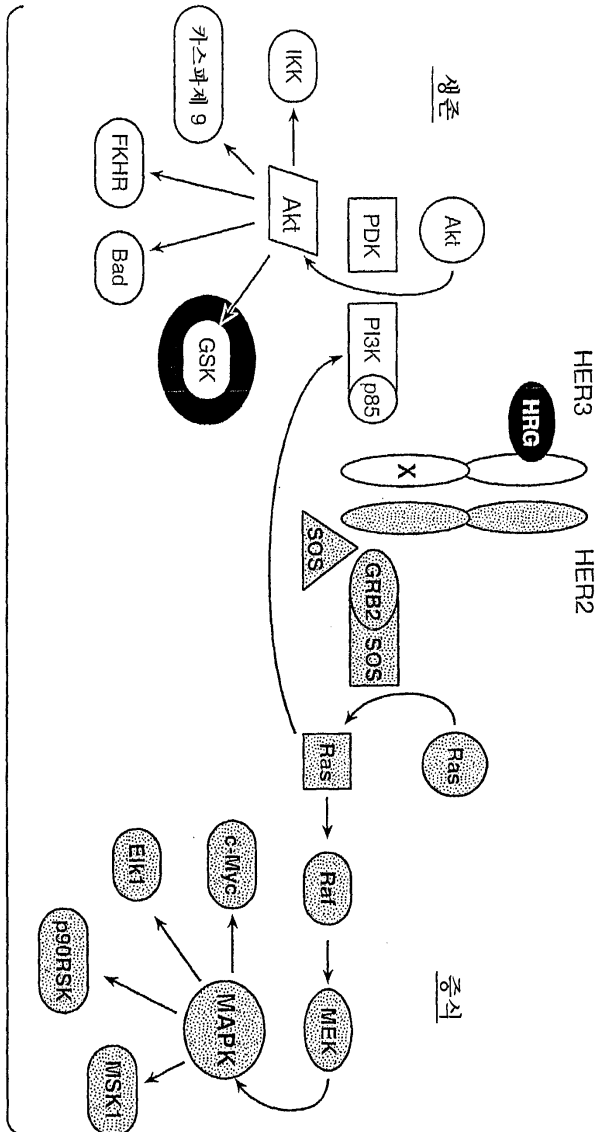 HER3
HER2
HRG
X
생존
증식
Akt
PDK
PI3K
p85
GRB2
SOS
SOS
Ras
Akt
Ras
Raf
MEK
IKK
카스파제 9
FKHR
Bad
GSK
c-Myc
Elk1
p90RSK
MSK1
MAPK